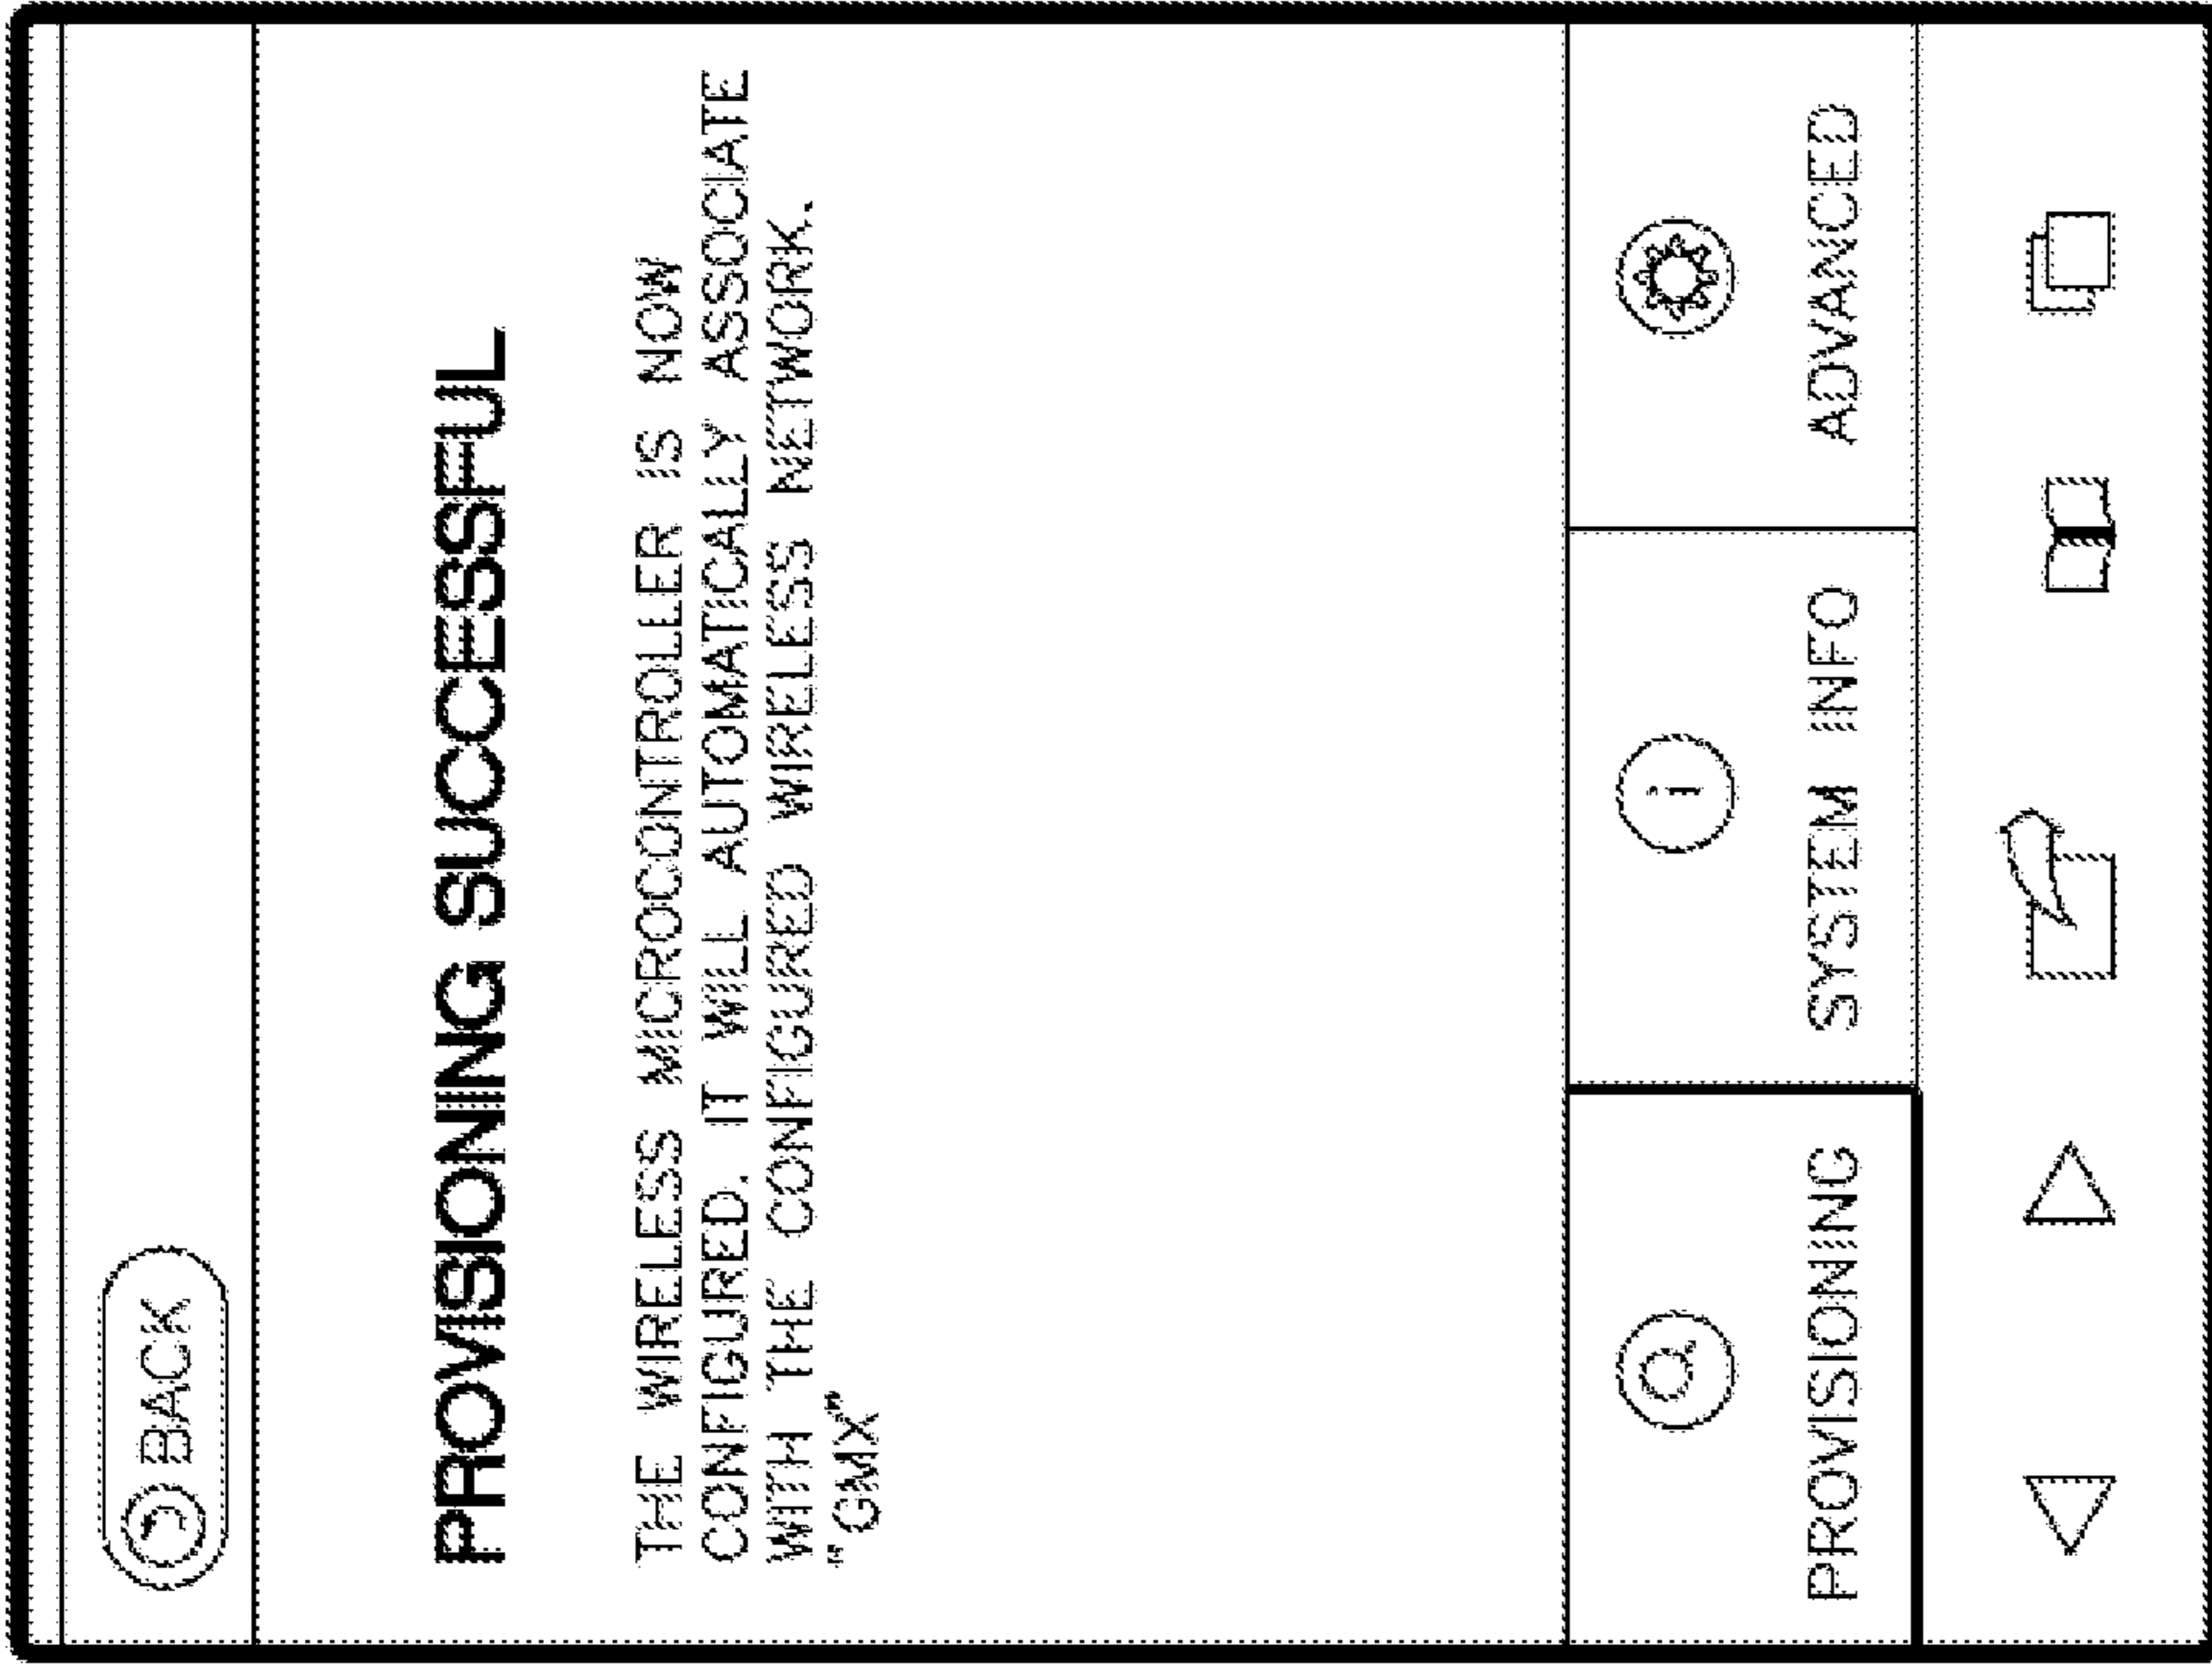 BACK
PROVISIONING SUCCESSFUL
THE WIRELESS MICROCONTROLLER IS NOW
CONFIGURED. IT WILL AUTOMATICALLY ASSOCIATE
WITH THE CONFIGURED WIRELESS NETWORK.
"GMX"
PROVISIONING
i
SYSTEM INFO
ADVANCED